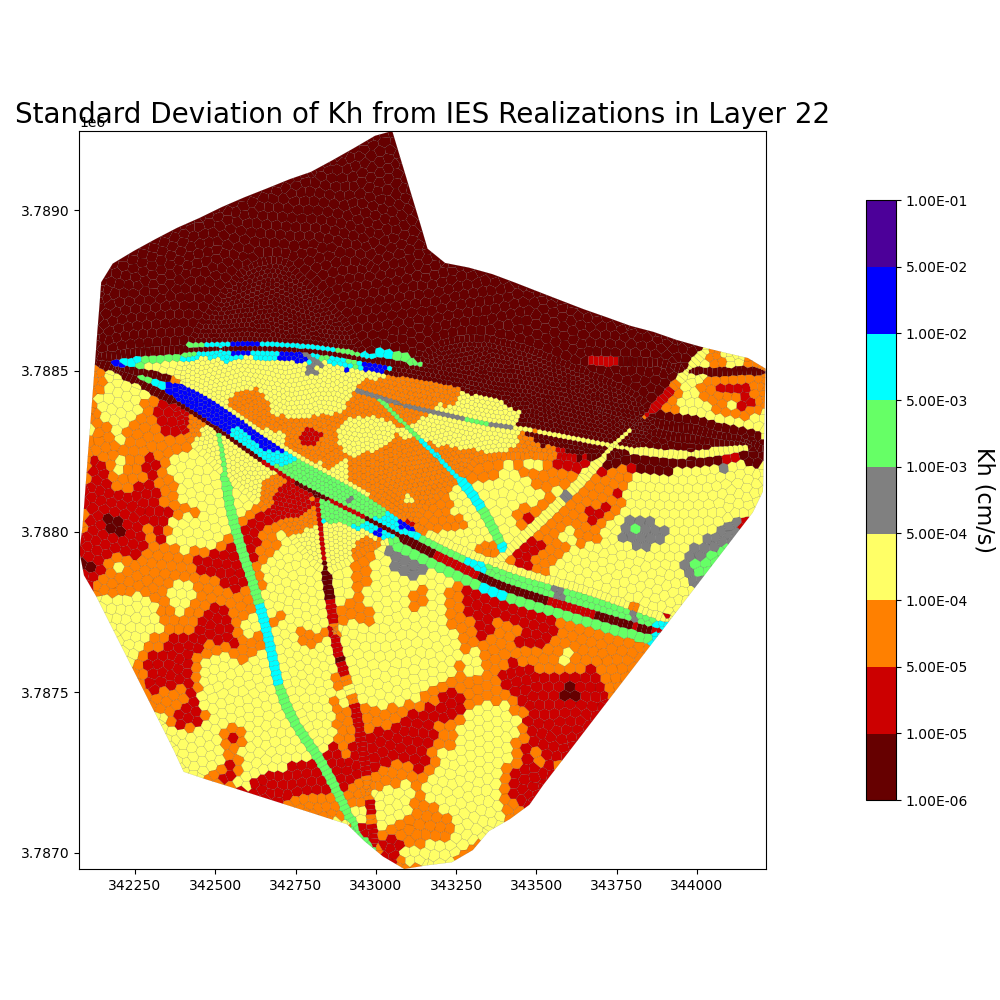 Standard Deviation of Kh from IES Realizations in Layer 22
1e6
3.7890
3.7885
3.7880
3.7875
3.7870
342250 342500 342750 343000 343250 343500 343750 344000
1.00E-01
5.00E-02
1.00E-02
5.00E-03
1.00E-03
5.00E-04
1.00E-04
5.00E-05
1.00E-05
1.00E-06
Kh (cm/s)